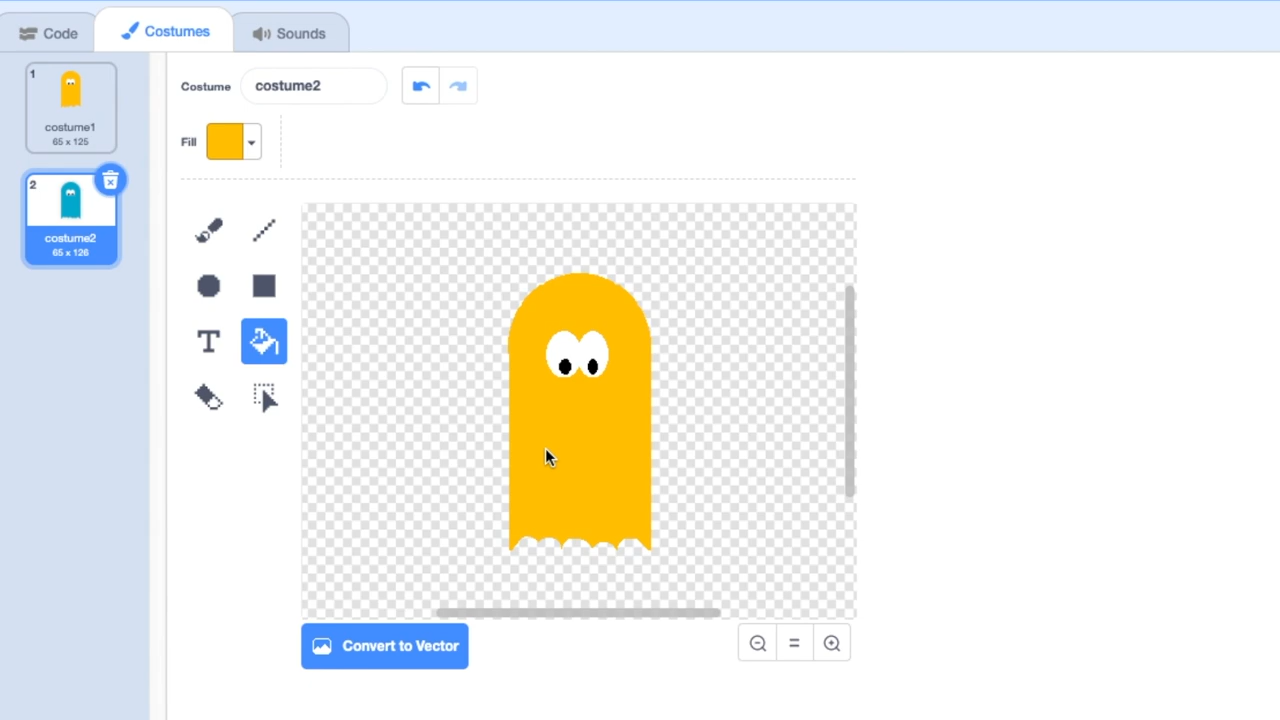 Code
Costumes
Sounds
1
costume1
65 x 125
2
costume2
65 x 126
Costume
costume2
Fill
T
Convert to Vector